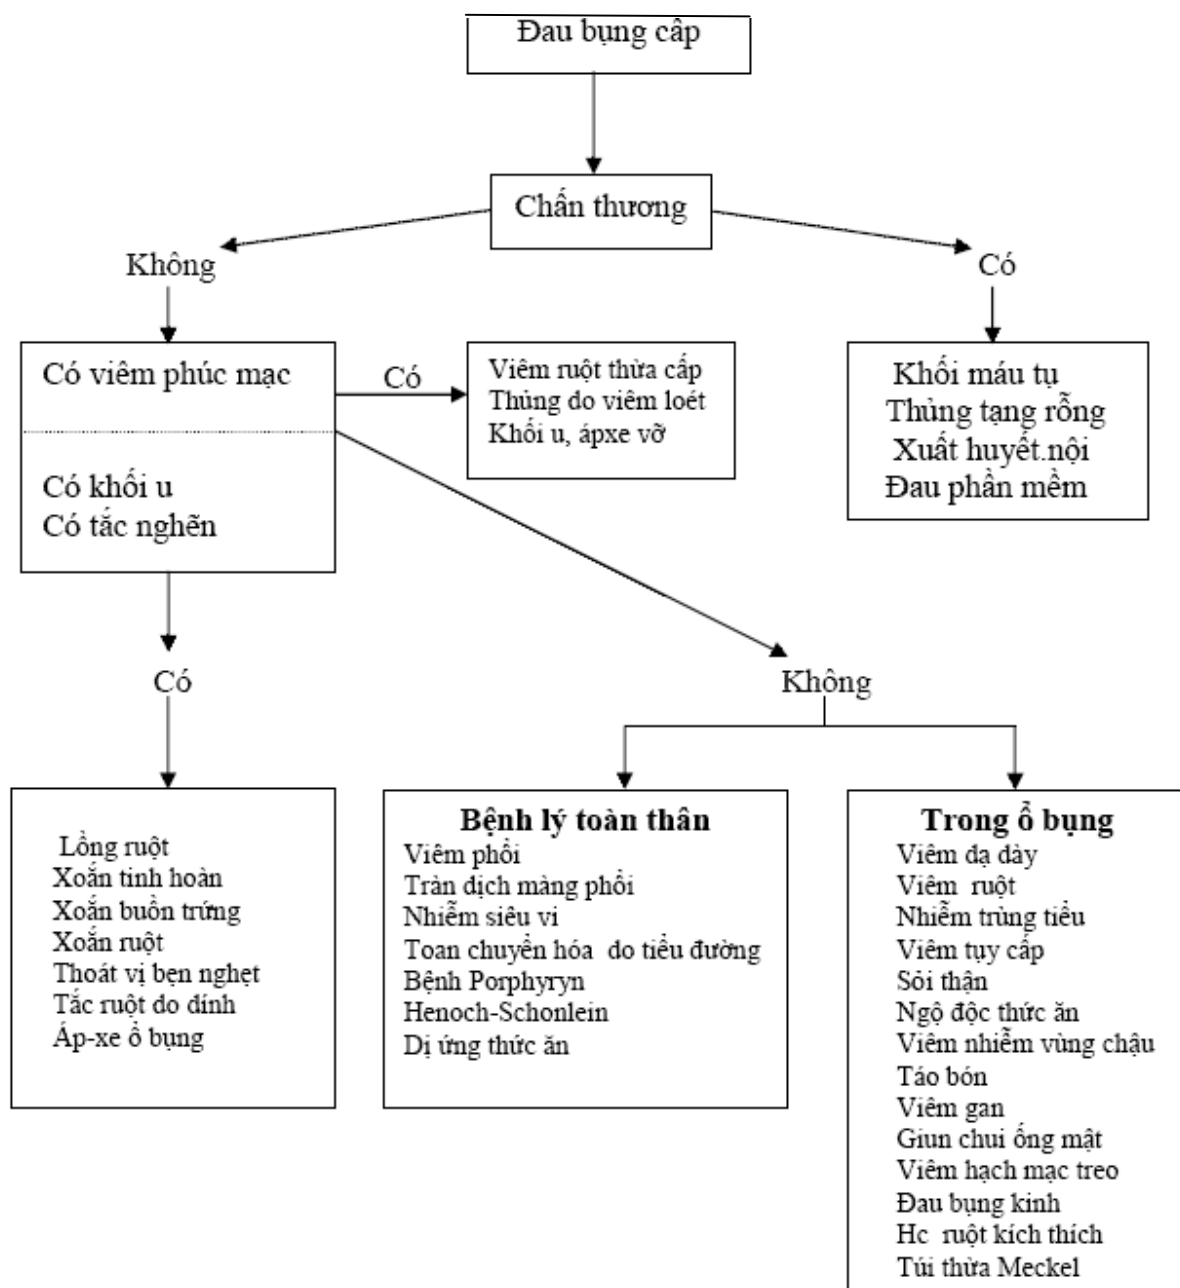 Đau bụng cấp
Chấn thương
Không
Có
Có viêm phúc mạc
Có khối u
Có tắc nghẽn
Có
Viêm ruột thừa cấp
Thủng do viêm loét
Khối u, ápxe vỡ
Khối máu tụ
Thủng tạng rỗng
Xuất huyết.nội
Đau phần mềm
Có
Không
Lồng ruột
Xoắn tinh hoàn
Xoắn buồn trứng
Xoắn ruột
Thoát vị bẹn nghẹt
Tắc ruột do dính
Áp-xe ổ bụng
Bệnh lý toàn thân
Viêm phổi
Tràn dịch màng phổi
Nhiễm siêu vi
Toan chuyển hóa do tiểu đường
Bệnh Porphyryn
Henoch-Schonlein
Dị ứng thức ăn
Trong ổ bụng
Viêm dạ dày
Viêm ruột
Nhiễm trùng tiểu
Viêm tụy cấp
Sỏi thận
Ngộ độc thức ăn
Viêm nhiễm vùng chậu
Táo bón
Viêm gan
Giun chui ống mật
Viêm hạch mạc treo
Đau bụng kinh
Hc ruột kích thích
Túi thừa Meckel